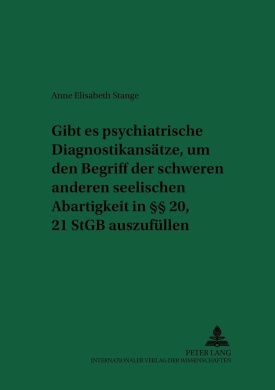 Anne Elisabeth Stange
Gibt es psychiatrische
Diagnostikansätze, um
den Begriff der schweren
anderen seelischen
Abartigkeit in §§ 20,
21 StGB auszufüllen
PETER LANG
INTERNATIONALER VERLAG DER WISSENSCHAFTEN